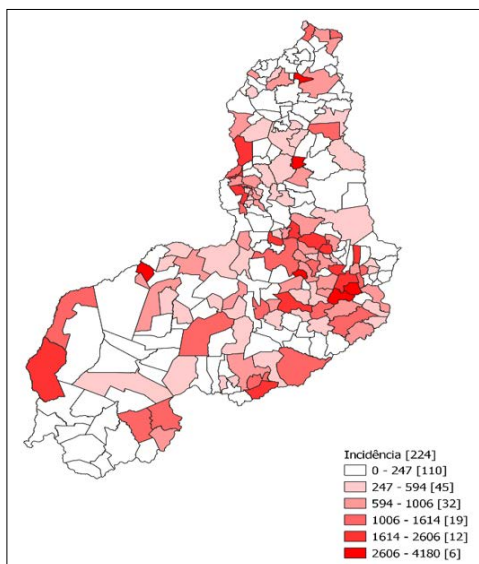 Incidência [224]
0 - 247 [110]
247 - 594 [45]
594 - 1006 [32]
1006 - 1614 [19]
1614 - 2606 [12]
2606 - 4180 [6]